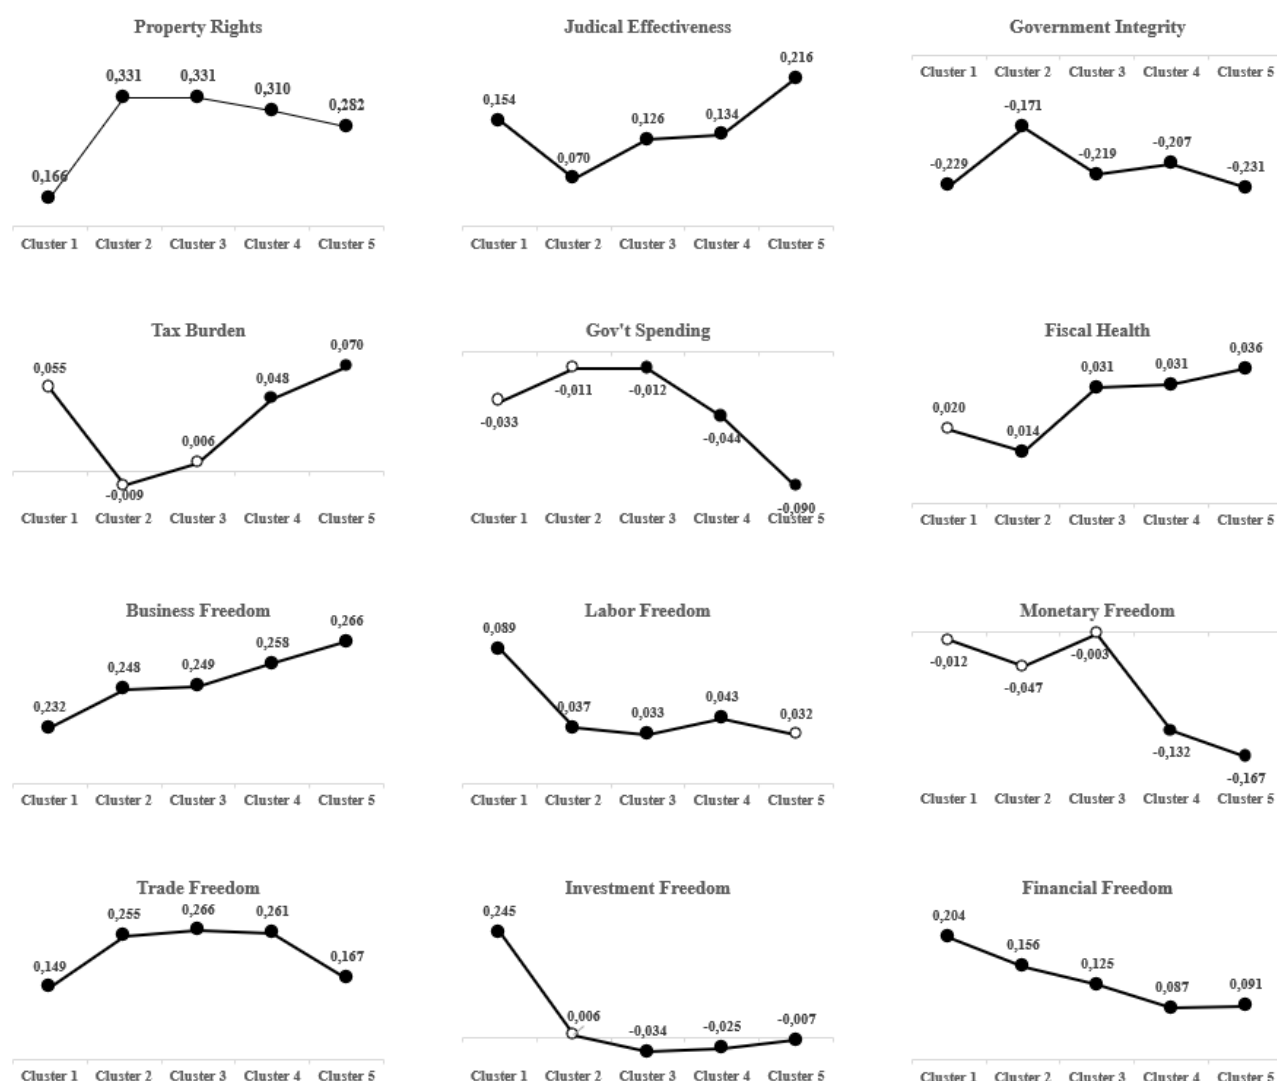 Property Rights
0,166
0,331
0,331
0,310
0,282
Cluster 1 Cluster 2 Cluster 3 Cluster 4 Cluster 5
Judical Effectiveness
0,154
0,070
0,126
0,134
0,216
Cluster 1 Cluster 2 Cluster 3 Cluster 4 Cluster 5
Government Integrity
Cluster 1 Cluster 2 Cluster 3 Cluster 4 Cluster 5
-0,229
-0,171
-0,219
-0,207
-0,231
Tax Burden
0,055
-0,009
0,006
0,048
0,070
Cluster 1 Cluster 2 Cluster 3 Cluster 4 Cluster 5
Gov't Spending
-0,033
-0,011
-0,012
-0,044
-0,090
Cluster 1 Cluster 2 Cluster 3 Cluster 4 Cluster 5
Fiscal Health
0,020
0,014
0,031
0,031
0,036
Cluster 1 Cluster 2 Cluster 3 Cluster 4 Cluster 5
Business Freedom
0,232
0,248
0,249
0,258
0,266
Cluster 1 Cluster 2 Cluster 3 Cluster 4 Cluster 5
Labor Freedom
0,089
0,037
0,033
0,043
0,032
Cluster 1 Cluster 2 Cluster 3 Cluster 4 Cluster 5
Monetary Freedom
-0,012
-0,047
-0,003
-0,132
-0,167
Cluster 1 Cluster 2 Cluster 3 Cluster 4 Cluster 5
Trade Freedom
0,149
0,255
0,266
0,261
0,167
Cluster 1 Cluster 2 Cluster 3 Cluster 4 Cluster 5
Investment Freedom
0,245
0,006
-0,034
-0,025
-0,007
Cluster 1 Cluster 2 Cluster 3 Cluster 4 Cluster 5
Financial Freedom
0,204
0,156
0,125
0,087
0,091
Cluster 1 Cluster 2 Cluster 3 Cluster 4 Cluster 5